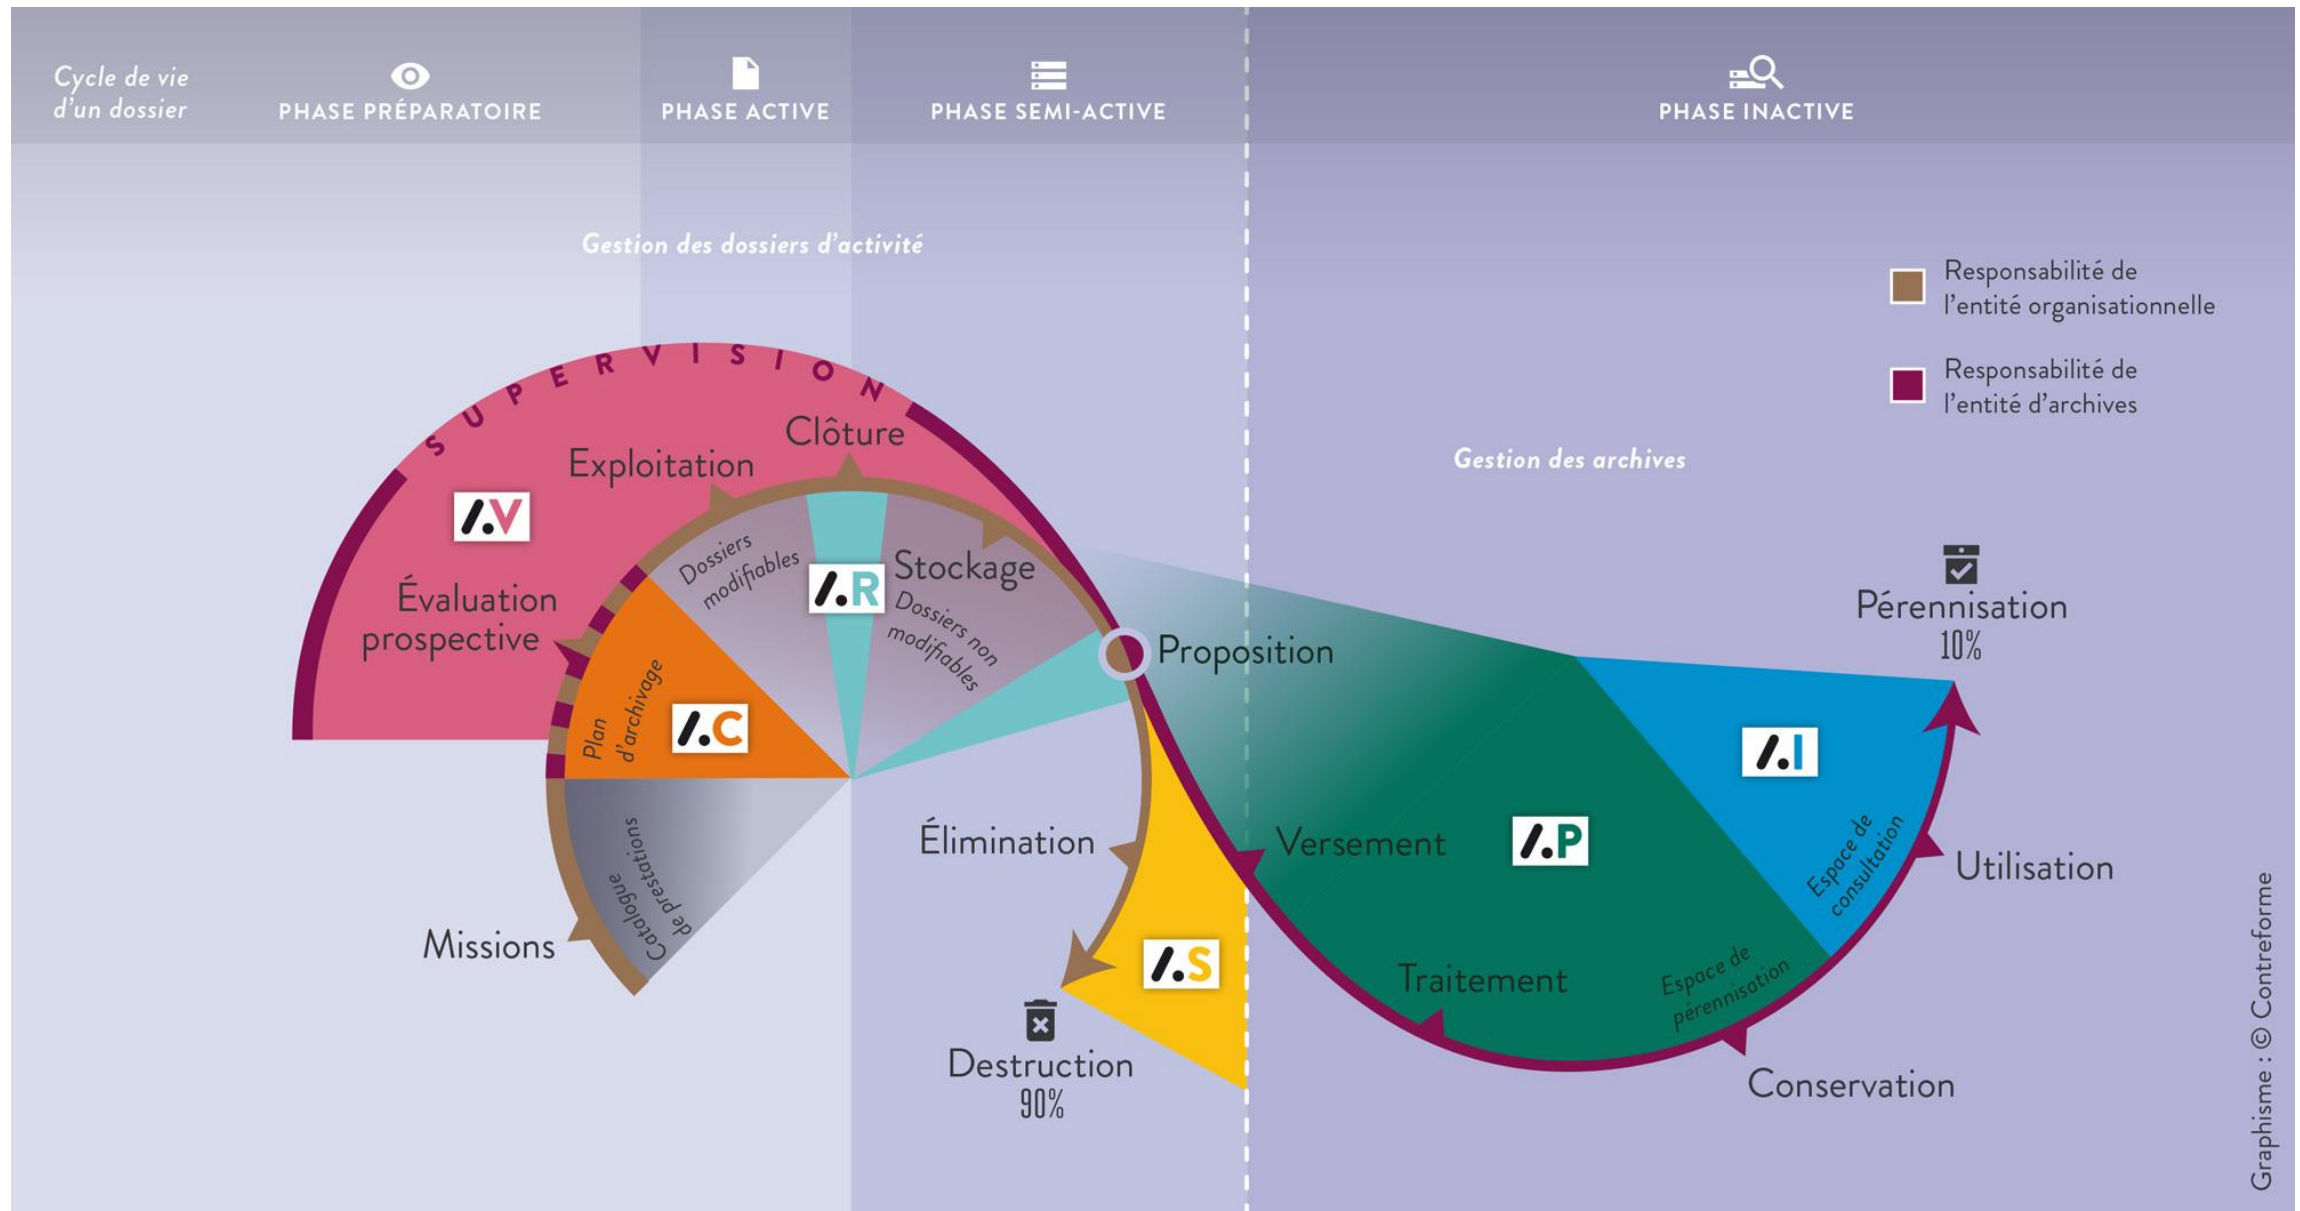 Cycle de vie
d'un dossier
PHASE PRÉPARATOIRE
PHASE ACTIVE
PHASE SEMI-ACTIVE
PHASE INACTIVE
Gestion des dossiers d'activité
Responsabilité de
l'entité organisationnelle
Responsabilité de
l'entité d'archives
SUPERVISION
Clôture
Exploitation
Gestion des archives
/.V
Dossiers
modifiables
/.R
Stockage
Dossiers non
modifiables
Évaluation
prospective
Pérennisation
10%
Proposition
Plan
d'archivage
/.C
/.I
Catalogue
de prestations
Élimination
Versement
/.P
Espace de
consultation
Utilisation
Missions
/.S
Traitement
Espace de
pérennisation
Destruction
90%
Conservation
Graphisme : © Contreforme